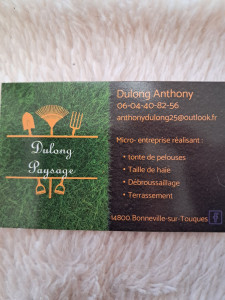 Dulong
Paysage
Dulong Anthony
06-04-40-82-56
anthonydulong25@outlook.fr
Micro- entreprise réalisant :
• tonte de pelouses
• Taille de haie
• Débroussaillage
• Terrassement
14800 Bonneville-sur-Touques